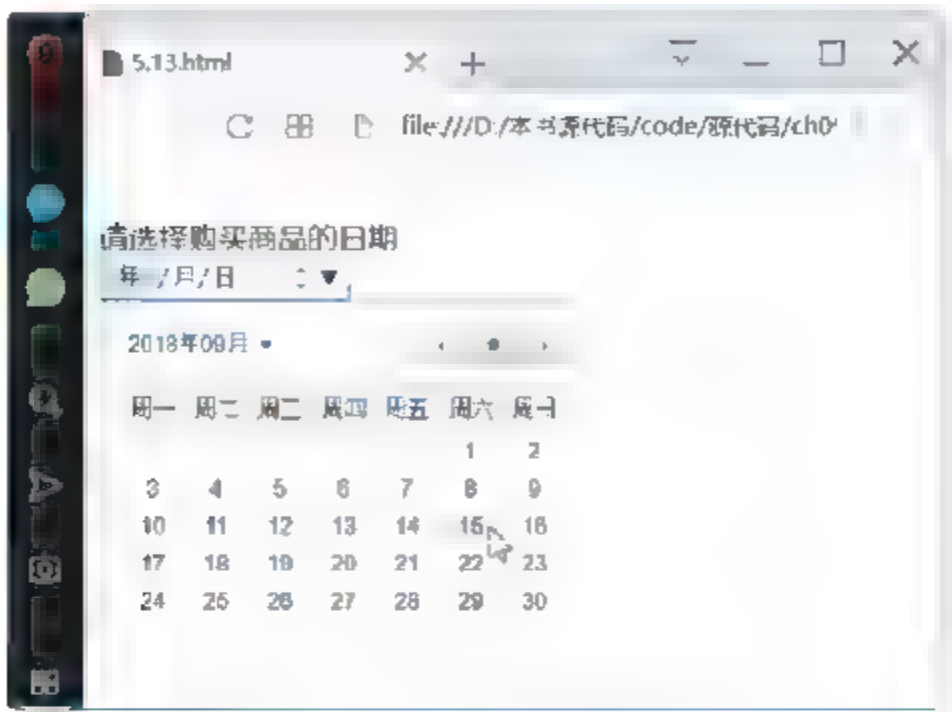 5.13.html
file:///D:/本书源代码/code/源代码/ch0
请选择购买商品的日期
年 /月/日
2018年09月
周一 周二 周三 周四 周五 周六 周日
1 2
3 4 5 6 7 8 9
10 11 12 13 14 15 16
17 18 19 20 21 22 23
24 25 26 27 28 29 30